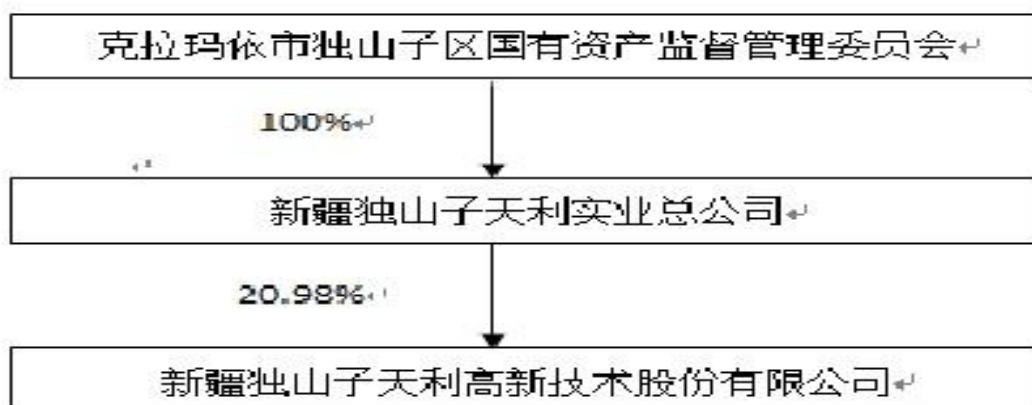 克拉玛依市独山子区国有资产监督管理委员会
100%
新疆独山子天利实业总公司
20.98%
新疆独山子天利高新技术股份有限公司